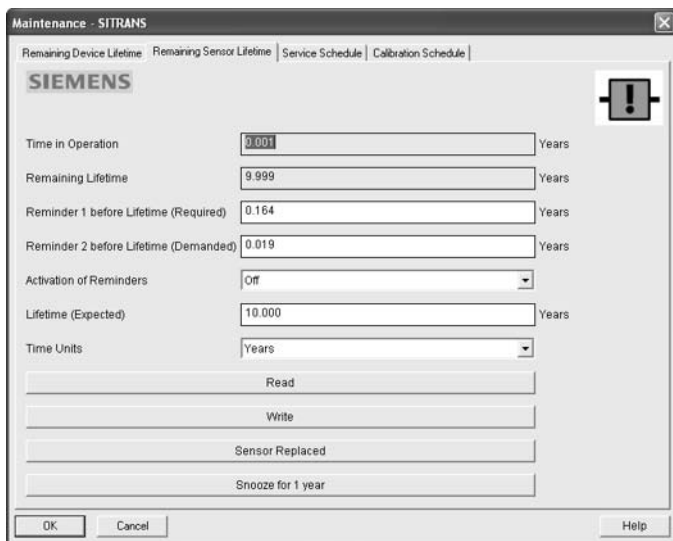 Maintenance - SITRANS
Remaining Device Lifetime Remaining Sensor Lifetime Service Schedule Calibration Schedule
SIEMENS
Time in Operation 0.001 Years
Remaining Lifetime 9.999 Years
Reminder 1 before Lifetime (Required) 0.164 Years
Reminder 2 before Lifetime (Demanded) 0.019 Years
Activation of Reminders Off
Lifetime (Expected) 10.000 Years
Time Units Years
Read
Write
Sensor Replaced
Snooze for 1 year
OK Cancel Help